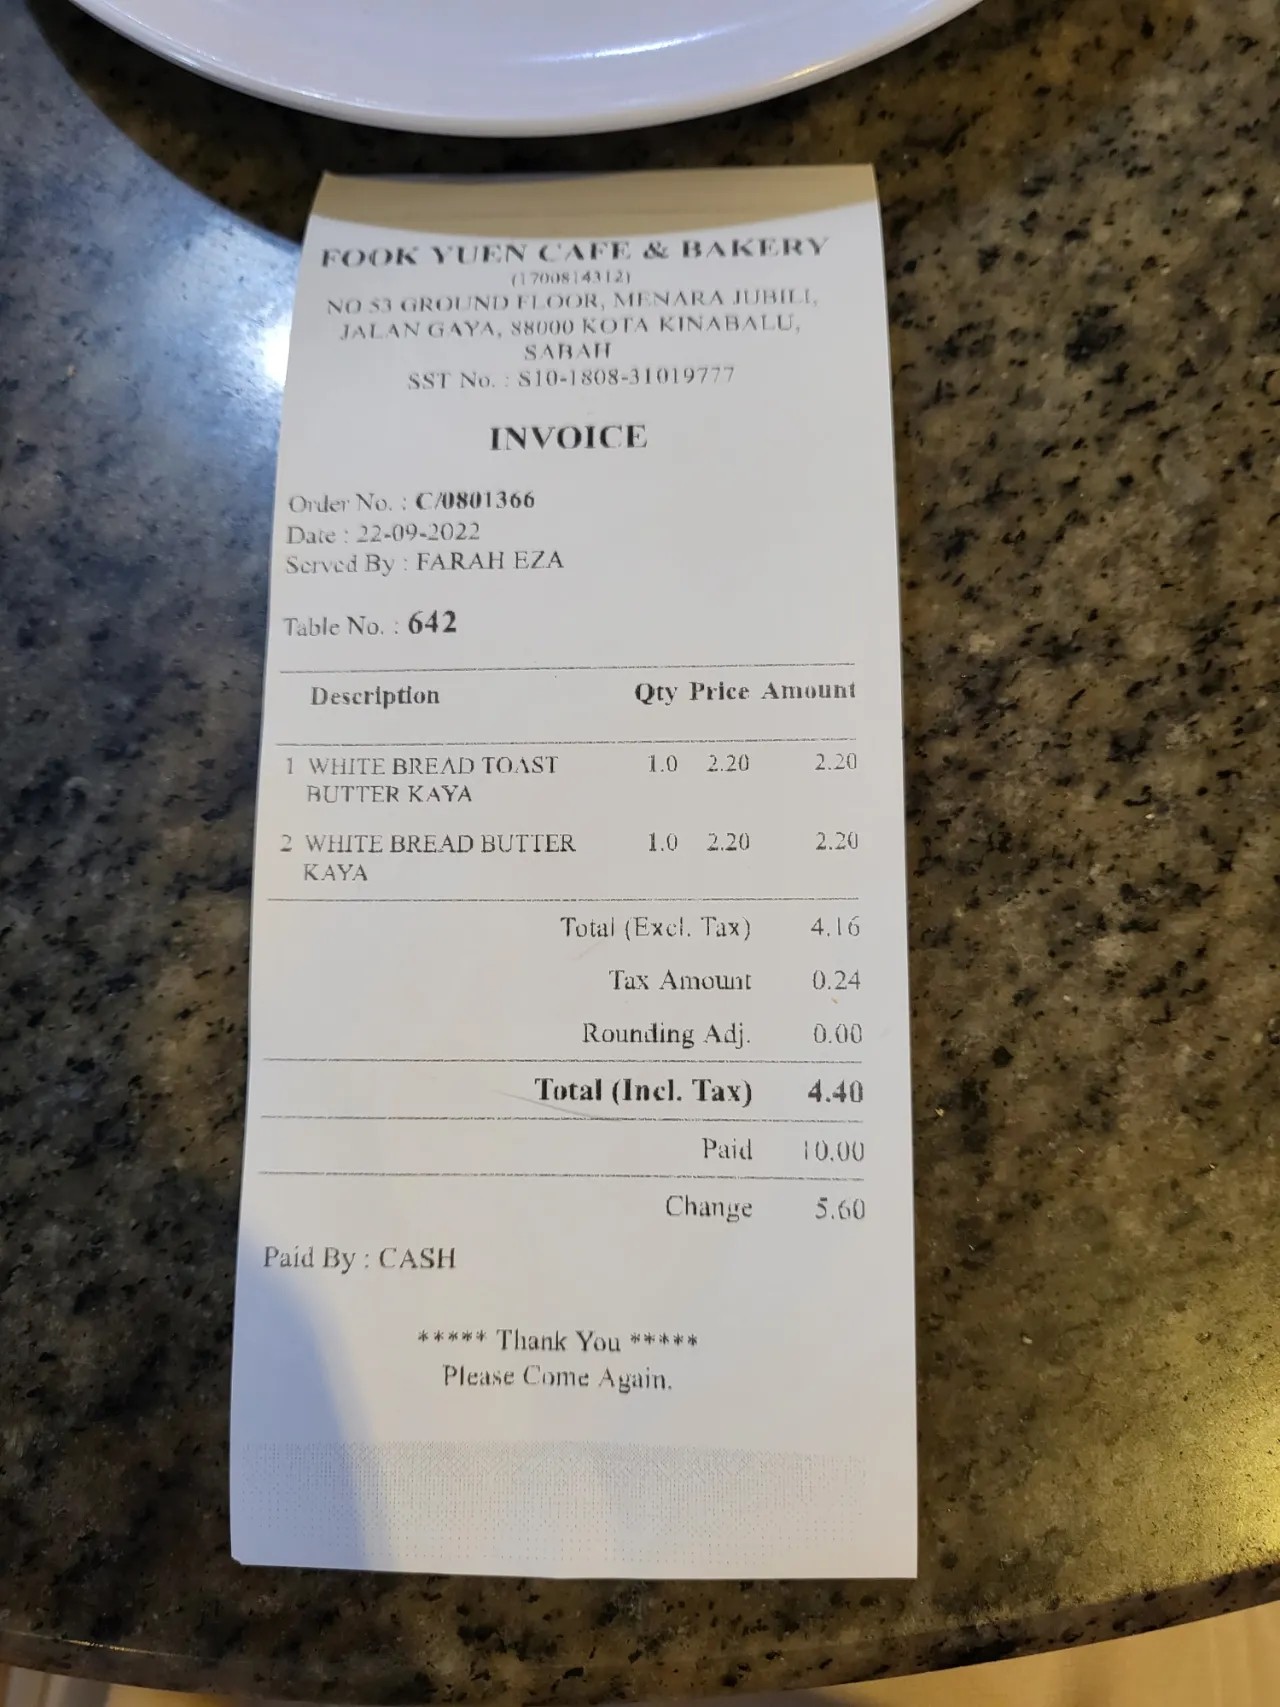 FOOK YUEN CAFE & BAKERY
(1700814312)
NO 53 GROUND FLOOR, MENARA JUBILI,
JALAN GAYA, 88000 KOTA KINABALU,
SABAH
SST No. : S10-1808-31019777
INVOICE
Order No. : C/0801366
Date : 22-09-2022
Served By : FARAH EZA
Table No. : 642
Description Qty Price Amount
1 WHITE BREAD TOAST 1.0 2.20 2.20
BUTTER KAYA
2 WHITE BREAD BUTTER 1.0 2.20 2.20
KAYA
Total (Excl. Tax) 4.16
Tax Amount 0.24
Rounding Adj. 0.00
Total (Incl. Tax) 4.40
Paid 10.00
Change 5.60
Paid By : CASH
***** Thank You *****
Please Come Again.